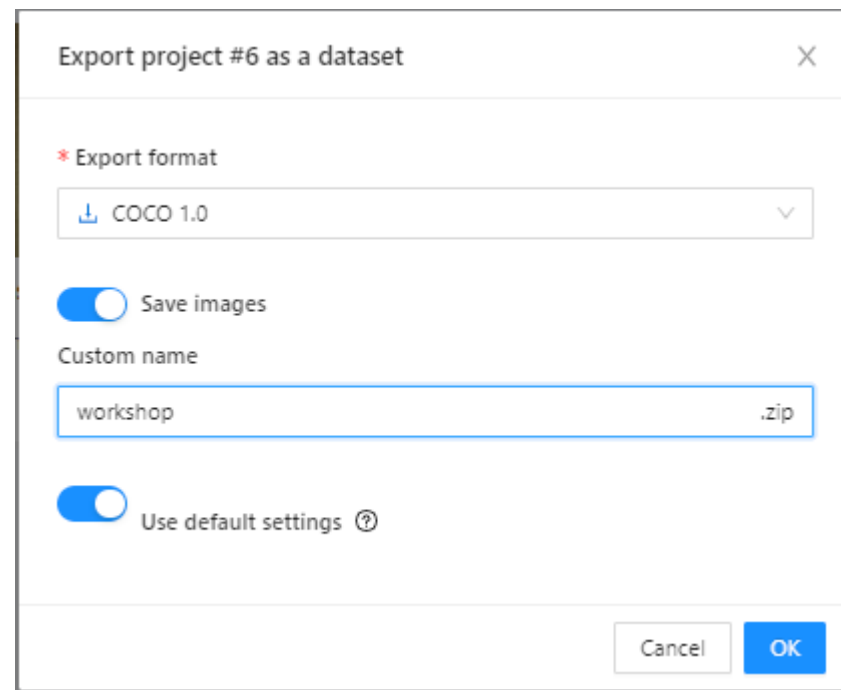 Export project #6 as a dataset
* Export format
COCO 1.0
Save images
Custom name
workshop .zip
Use default settings
Cancel OK